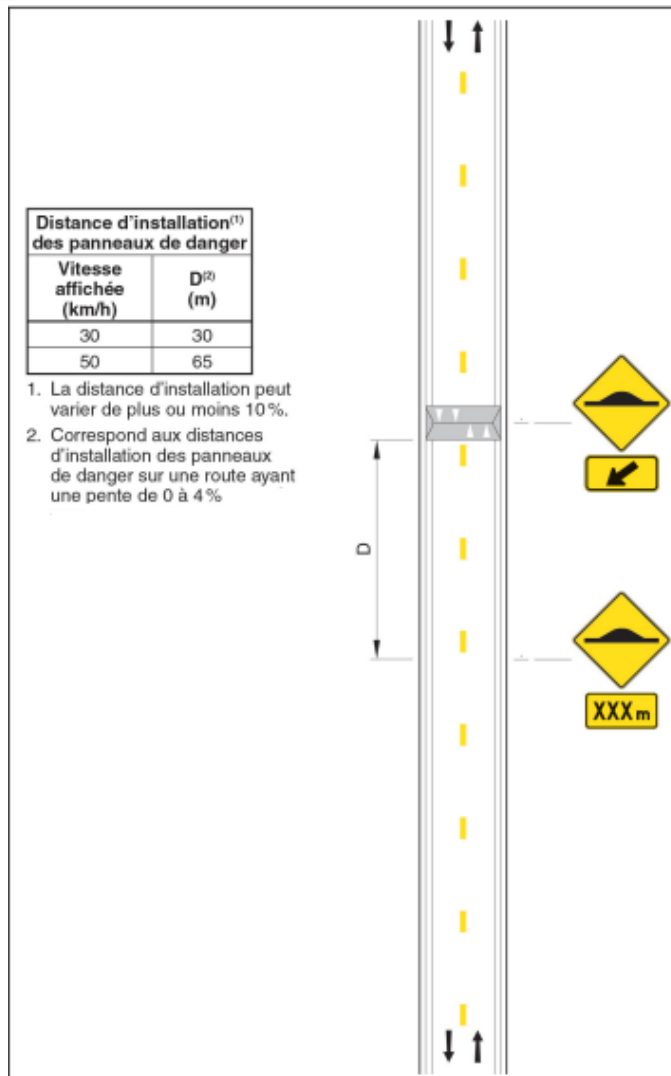 Distance d'installation(1)
des panneaux de danger
Vitesse
affichée
(km/h)
D(2)
(m)
30 30
50 65
1. La distance d'installation peut
varier de plus ou moins 10 %.
2. Correspond aux distances
d'installation des panneaux
de danger sur une route ayant
une pente de 0 à 4 %
D
XXX m